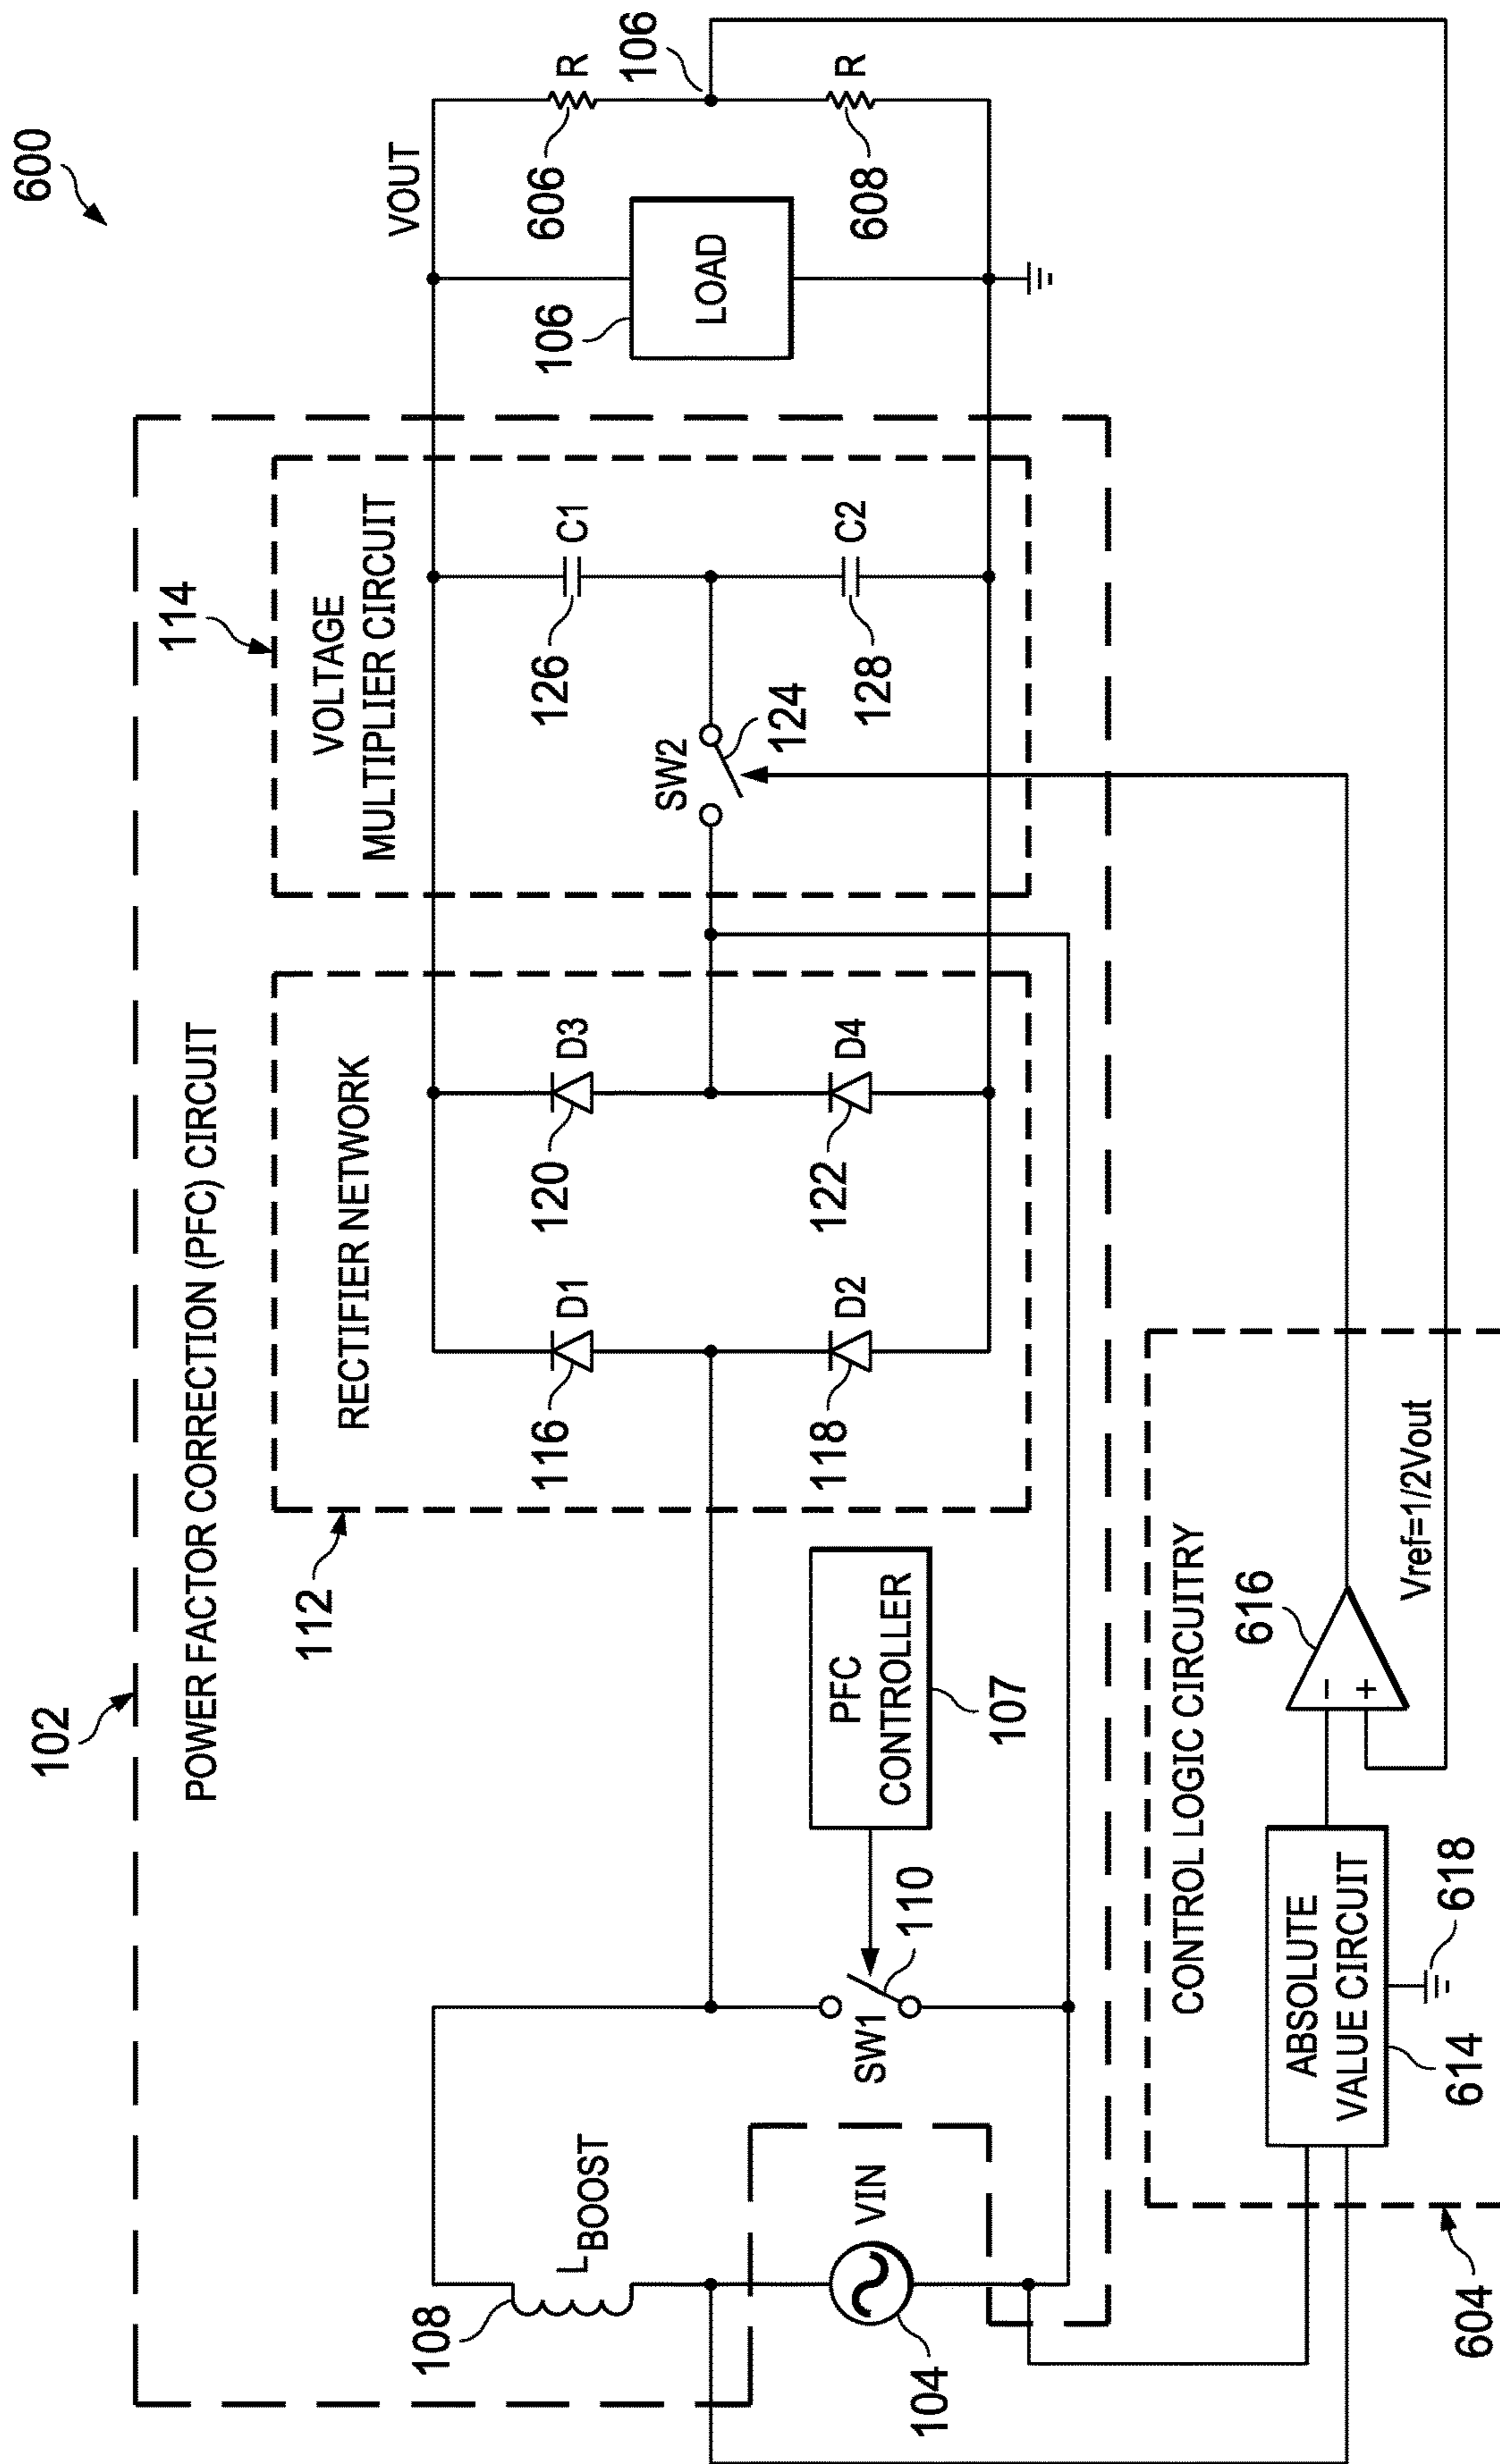 600
102
POWER FACTOR CORRECTION (PFC) CIRCUIT
114
VOLTAGE
MULTIPLIER CIRCUIT
112
RECTIFIER NETWORK
VOUT
108
LBOOST
116
D1
120
D3
126
C1
606
R
106
LOAD
106
SW2
124
118
D2
122
D4
128
C2
608
R
104
VIN
SW1
110
PFC
CONTROLLER
107
CONTROL LOGIC CIRCUITRY
604
ABSOLUTE
VALUE CIRCUIT
614
618
616
-
+
Vref=1/2Vout